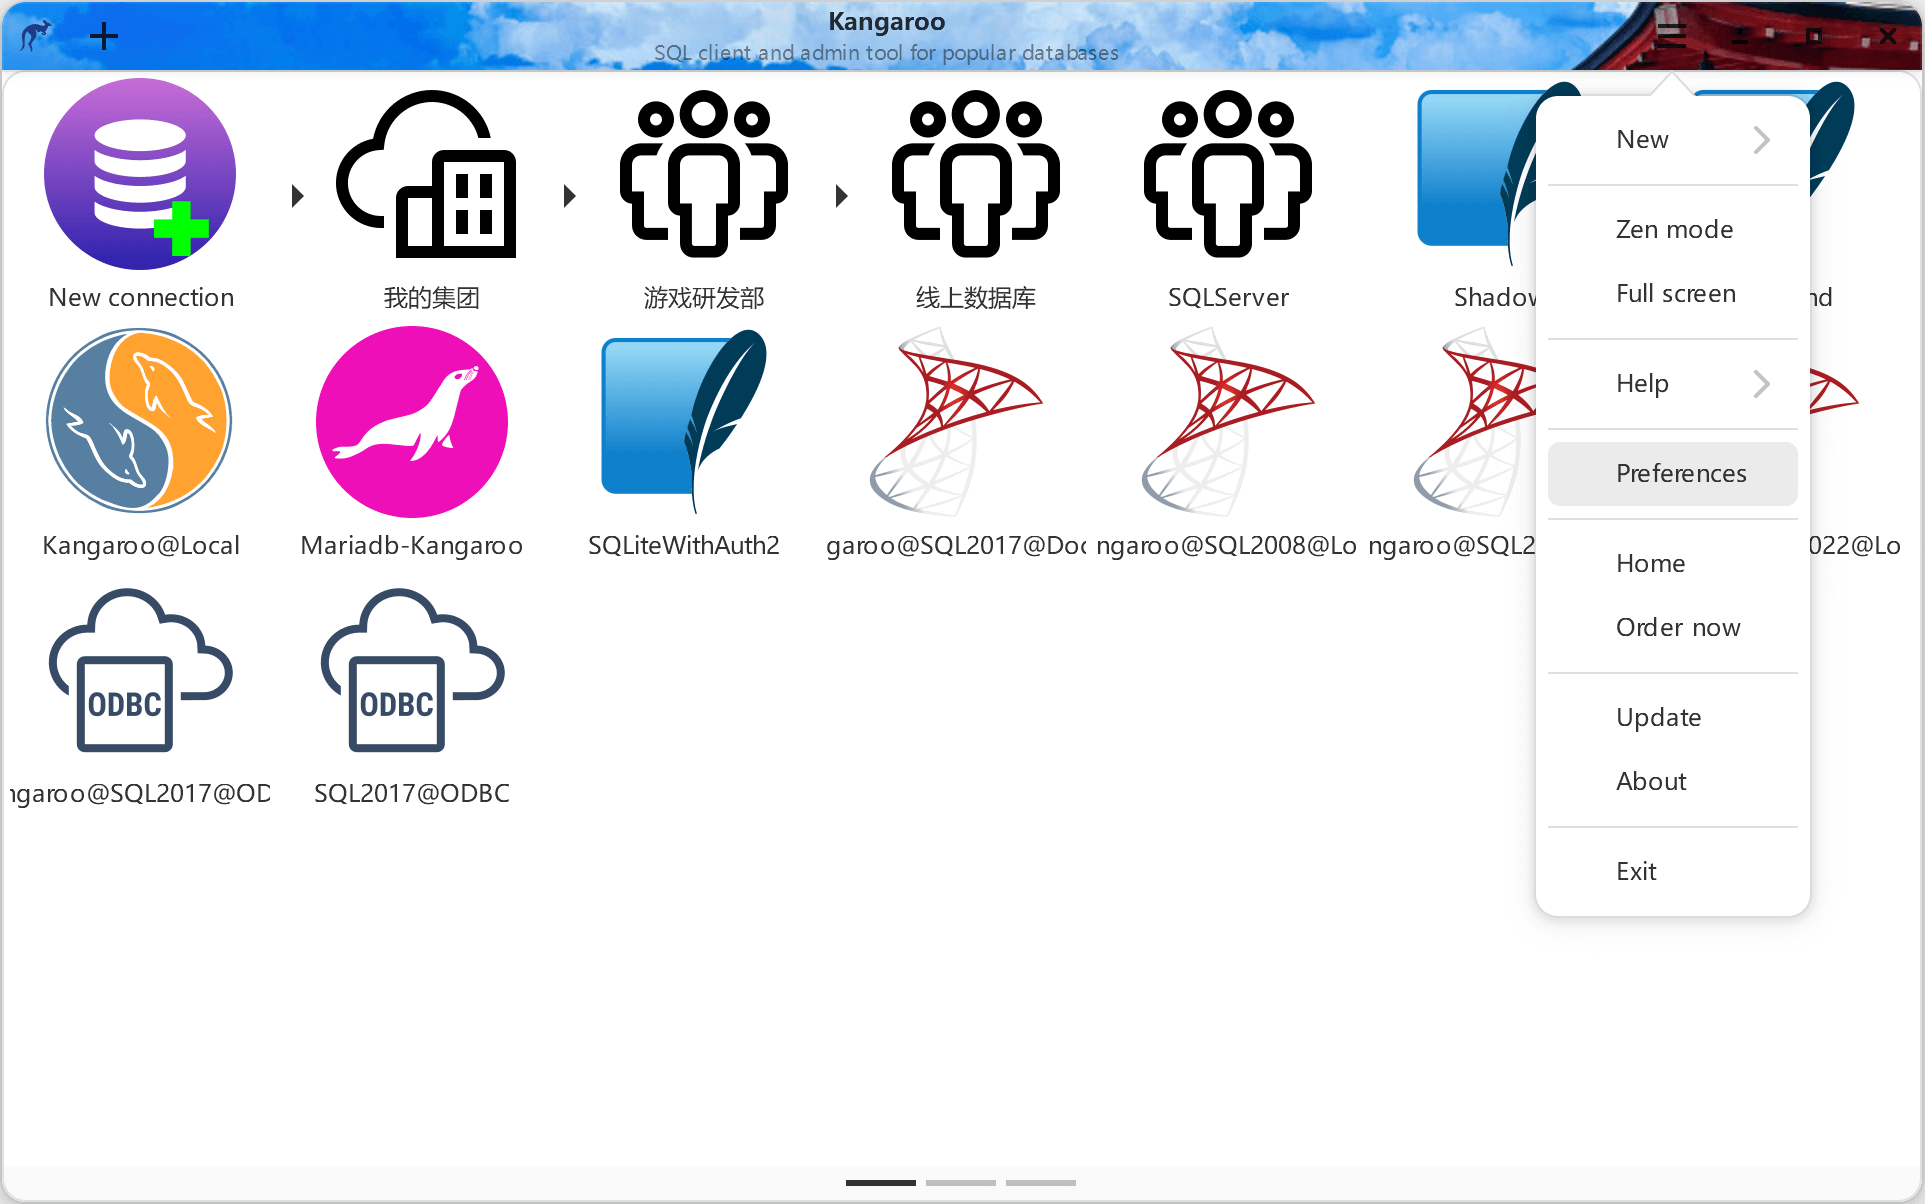 Kangaroo
SQL client and admin tool for popular databases
New connection
我的集团
游戏研发部
线上数据库
SQLServer
Shadow
nd
Kangaroo@Local
Mariadb-Kangaroo
SQLiteWithAuth2
garoo@SQL2017@Doc
ngaroo@SQL2008@Lo
ngaroo@SQL2
022@Lo
ODBC
ODBC
ngaroo@SQL2017@OD
SQL2017@ODBC
New
Zen mode
Full screen
Help
Preferences
Home
Order now
Update
About
Exit